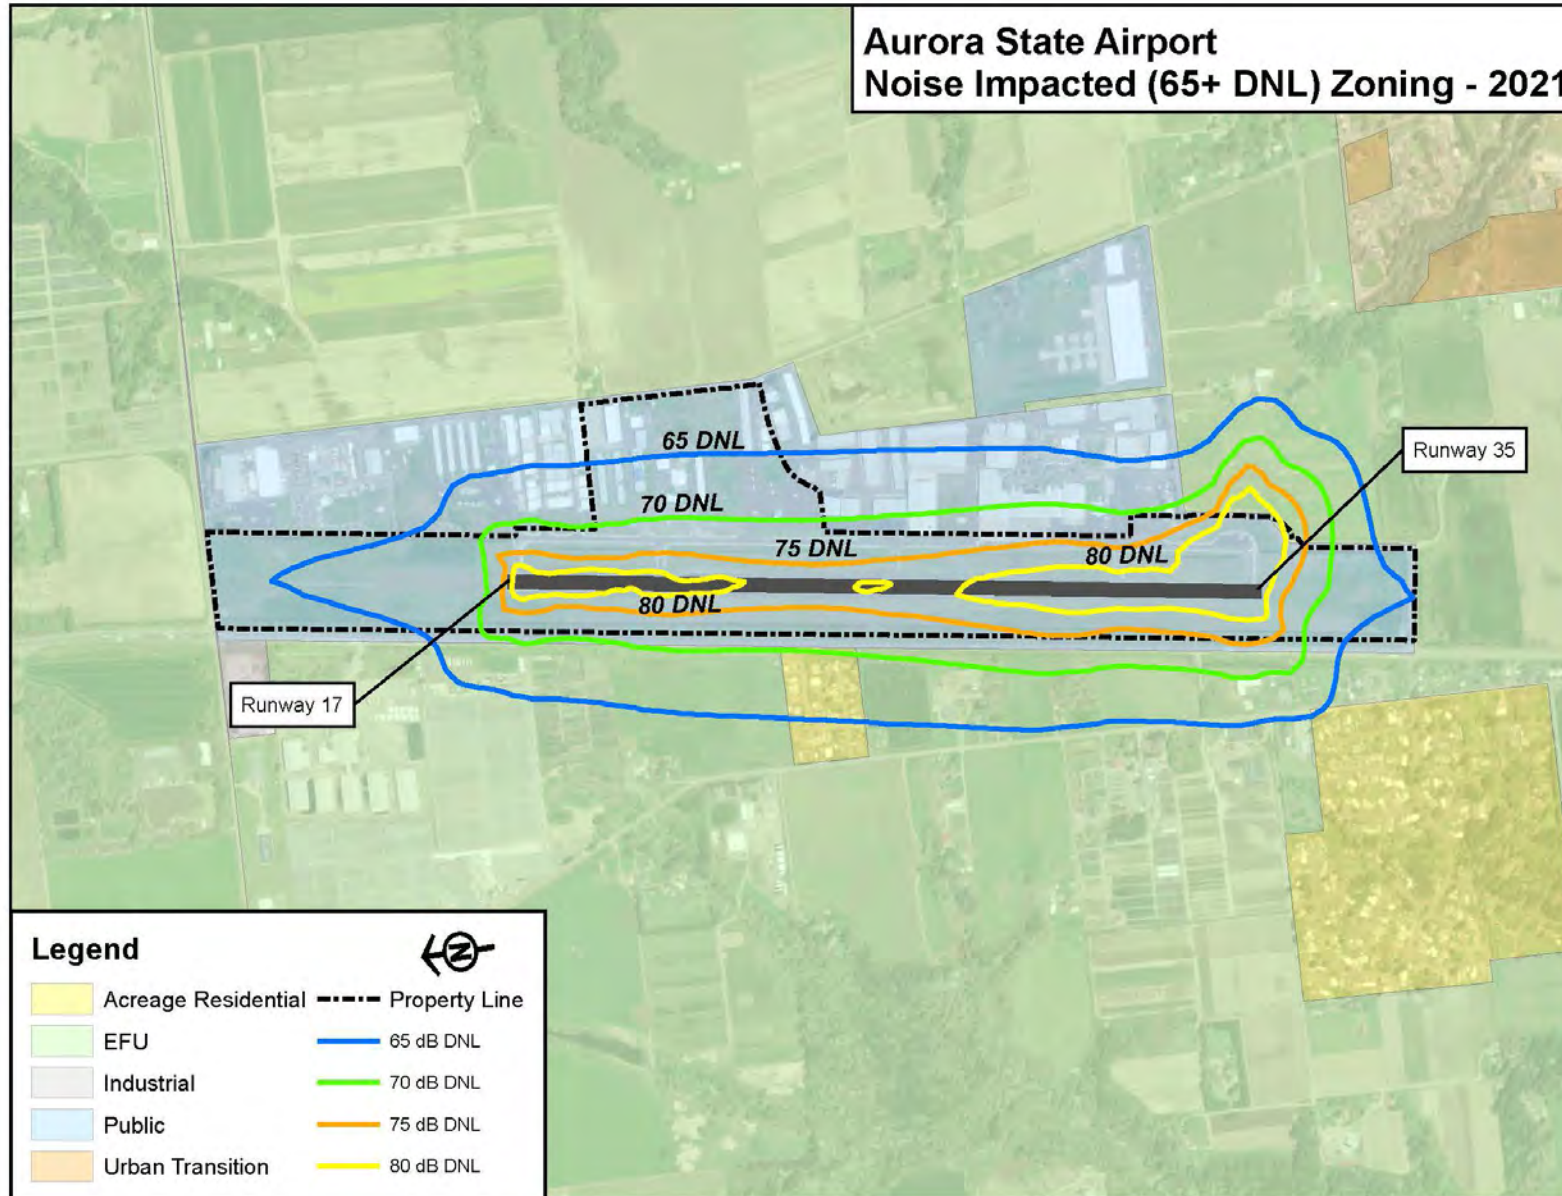 Aurora State Airport
Noise Impacted (65+ DNL) Zoning - 2021
65 DNL
Runway 35
70 DNL
75 DNL
80 DNL
80 DNL
Runway 17
Legend
N
Acreage Residential
EFU
Industrial
Public
Urban Transition
Property Line
65 dB DNL
70 dB DNL
75 dB DNL
80 dB DNL